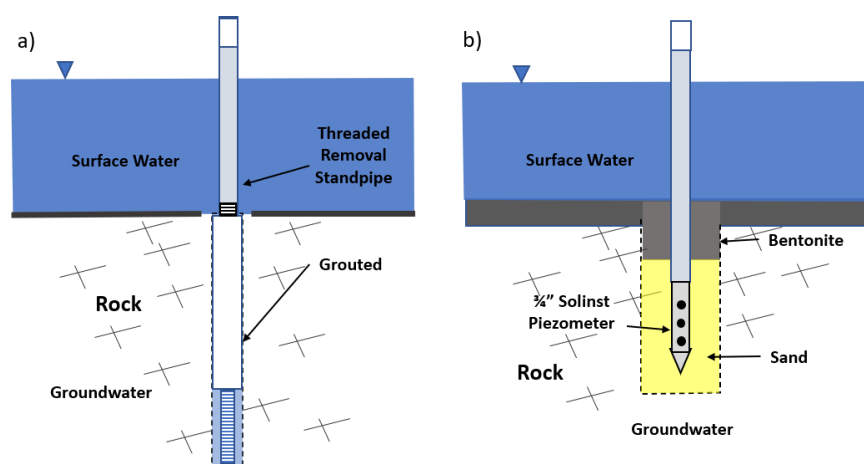 a)
Surface Water
Threaded
Removal
Standpipe
Grouted
Rock
Groundwater
b)
Surface Water
Bentonite
¾” Solinst
Piezometer
Sand
Rock
Groundwater